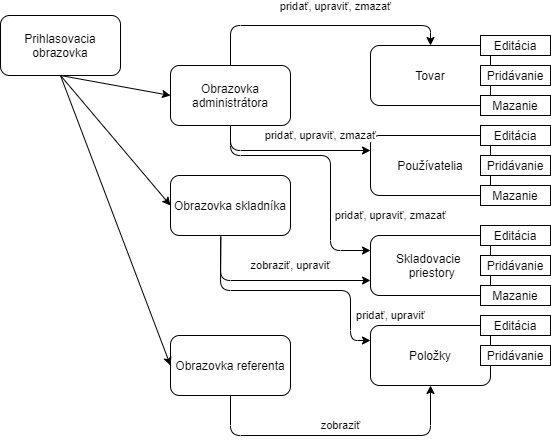 pridať, upraviť, zmazať
Prihlasovacia
obrazovka
Editácia
Tovar
Pridávanie
Mazanie
Obrazovka
administrátora
pridať, upraviť, zmazať
Editácia
Používatelia
Pridávanie
Mazanie
Obrazovka skladníka
pridať, upraviť, zmazať
Editácia
Skladovacie
priestory
Pridávanie
Mazanie
zobraziť, upraviť
pridať, upraviť
Editácia
Položky
Pridávanie
Obrazovka referenta
zobraziť